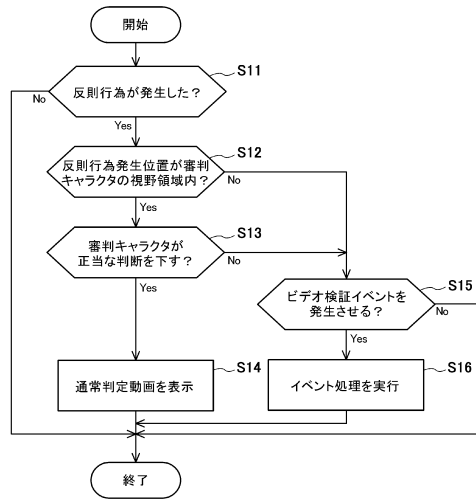 開始
S11
反則行為が発生した？
No
Yes
S12
反則行為発生位置が審判
キャラクタの視野領域内？
No
Yes
S13
審判キャラクタが
正当な判断を下す？
No
Yes
S15
ビデオ検証イベントを
発生させる？
No
Yes
S14
通常判定動画を表示
S16
イベント処理を実行
終了